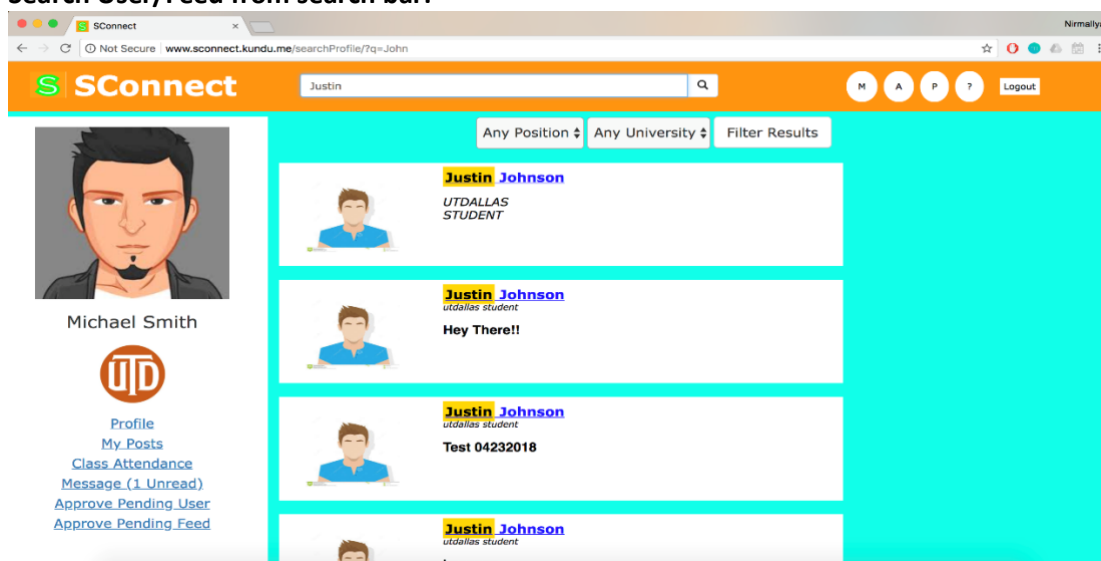 Search User/Feed from search bar:
SConnect
Nirmallya
Not Secure www.sconnect.kundu.me/searchProfile/?q=John
S SConnect
Justin
M A P ? Logout
Any Position Any University Filter Results
Justin Johnson
UTDALLAS
STUDENT
Michael Smith
UTD
Profile
My Posts
Class Attendance
Message (1 Unread)
Approve Pending User
Approve Pending Feed
Justin Johnson
utdallas student
Hey There!!
Justin Johnson
utdallas student
Test 04232018
Justin Johnson
utdallas student